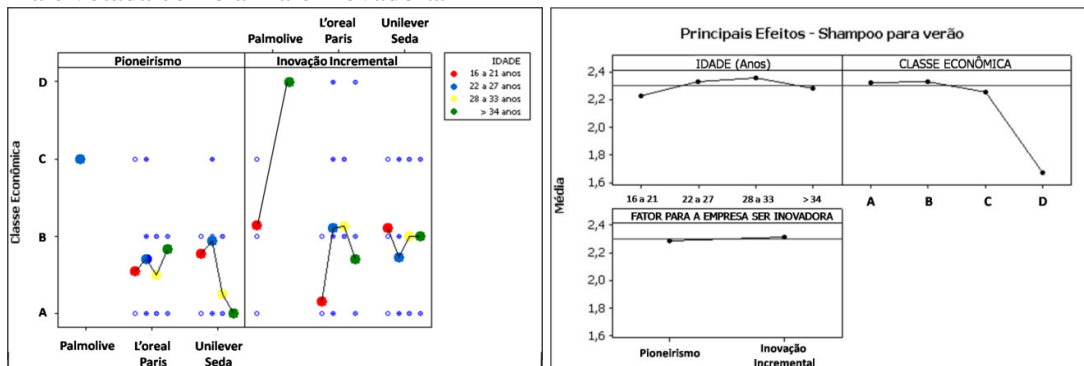 Palmolive
L'oreal
Paris
Unilever
Seda
Pioneirismo
Inovação Incremental
IDADE
16 a 21 anos
22 a 27 anos
28 a 33 anos
> 34 anos
Classe Econômica
D
C
B
A
Palmolive
L'oreal
Paris
Unilever
Seda
Principais Efeitos - Shampoo para verão
Média
IDADE (Anos)
CLASSE ECONÔMICA
2,4
2,2
2,0
1,8
1,6
16 a 21
22 a 27
28 a 33
> 34
A
B
C
D
FATOR PARA A EMPRESA SER INOVADORA
2,4
2,2
2,0
1,8
1,6
Pioneirismo
Inovação
Incremental